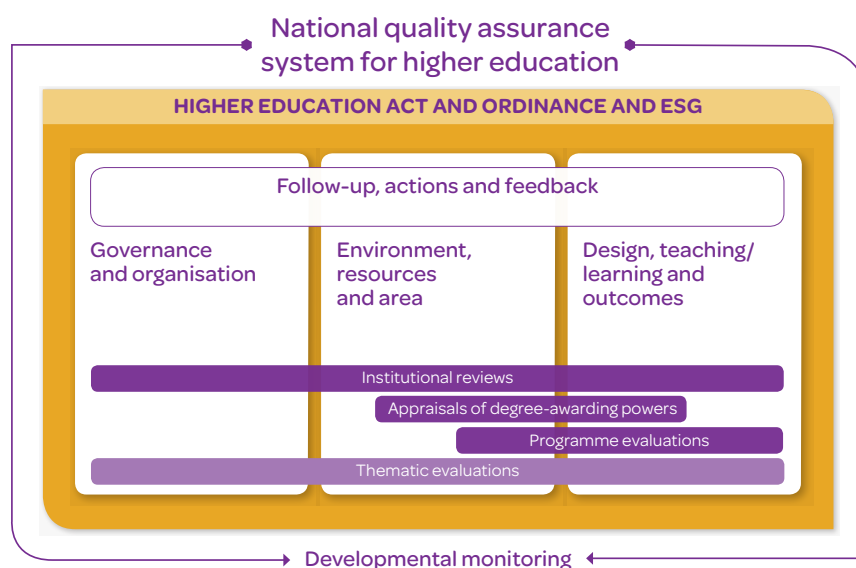 National quality assurance
system for higher education
HIGHER EDUCATION ACT AND ORDINANCE AND ESG
Follow-up, actions and feedback
Governance
and organisation
Environment,
resources
and area
Design, teaching/
learning and
outcomes
Institutional reviews
Appraisals of degree-awarding powers
Programme evaluations
Thematic evaluations
Developmental monitoring